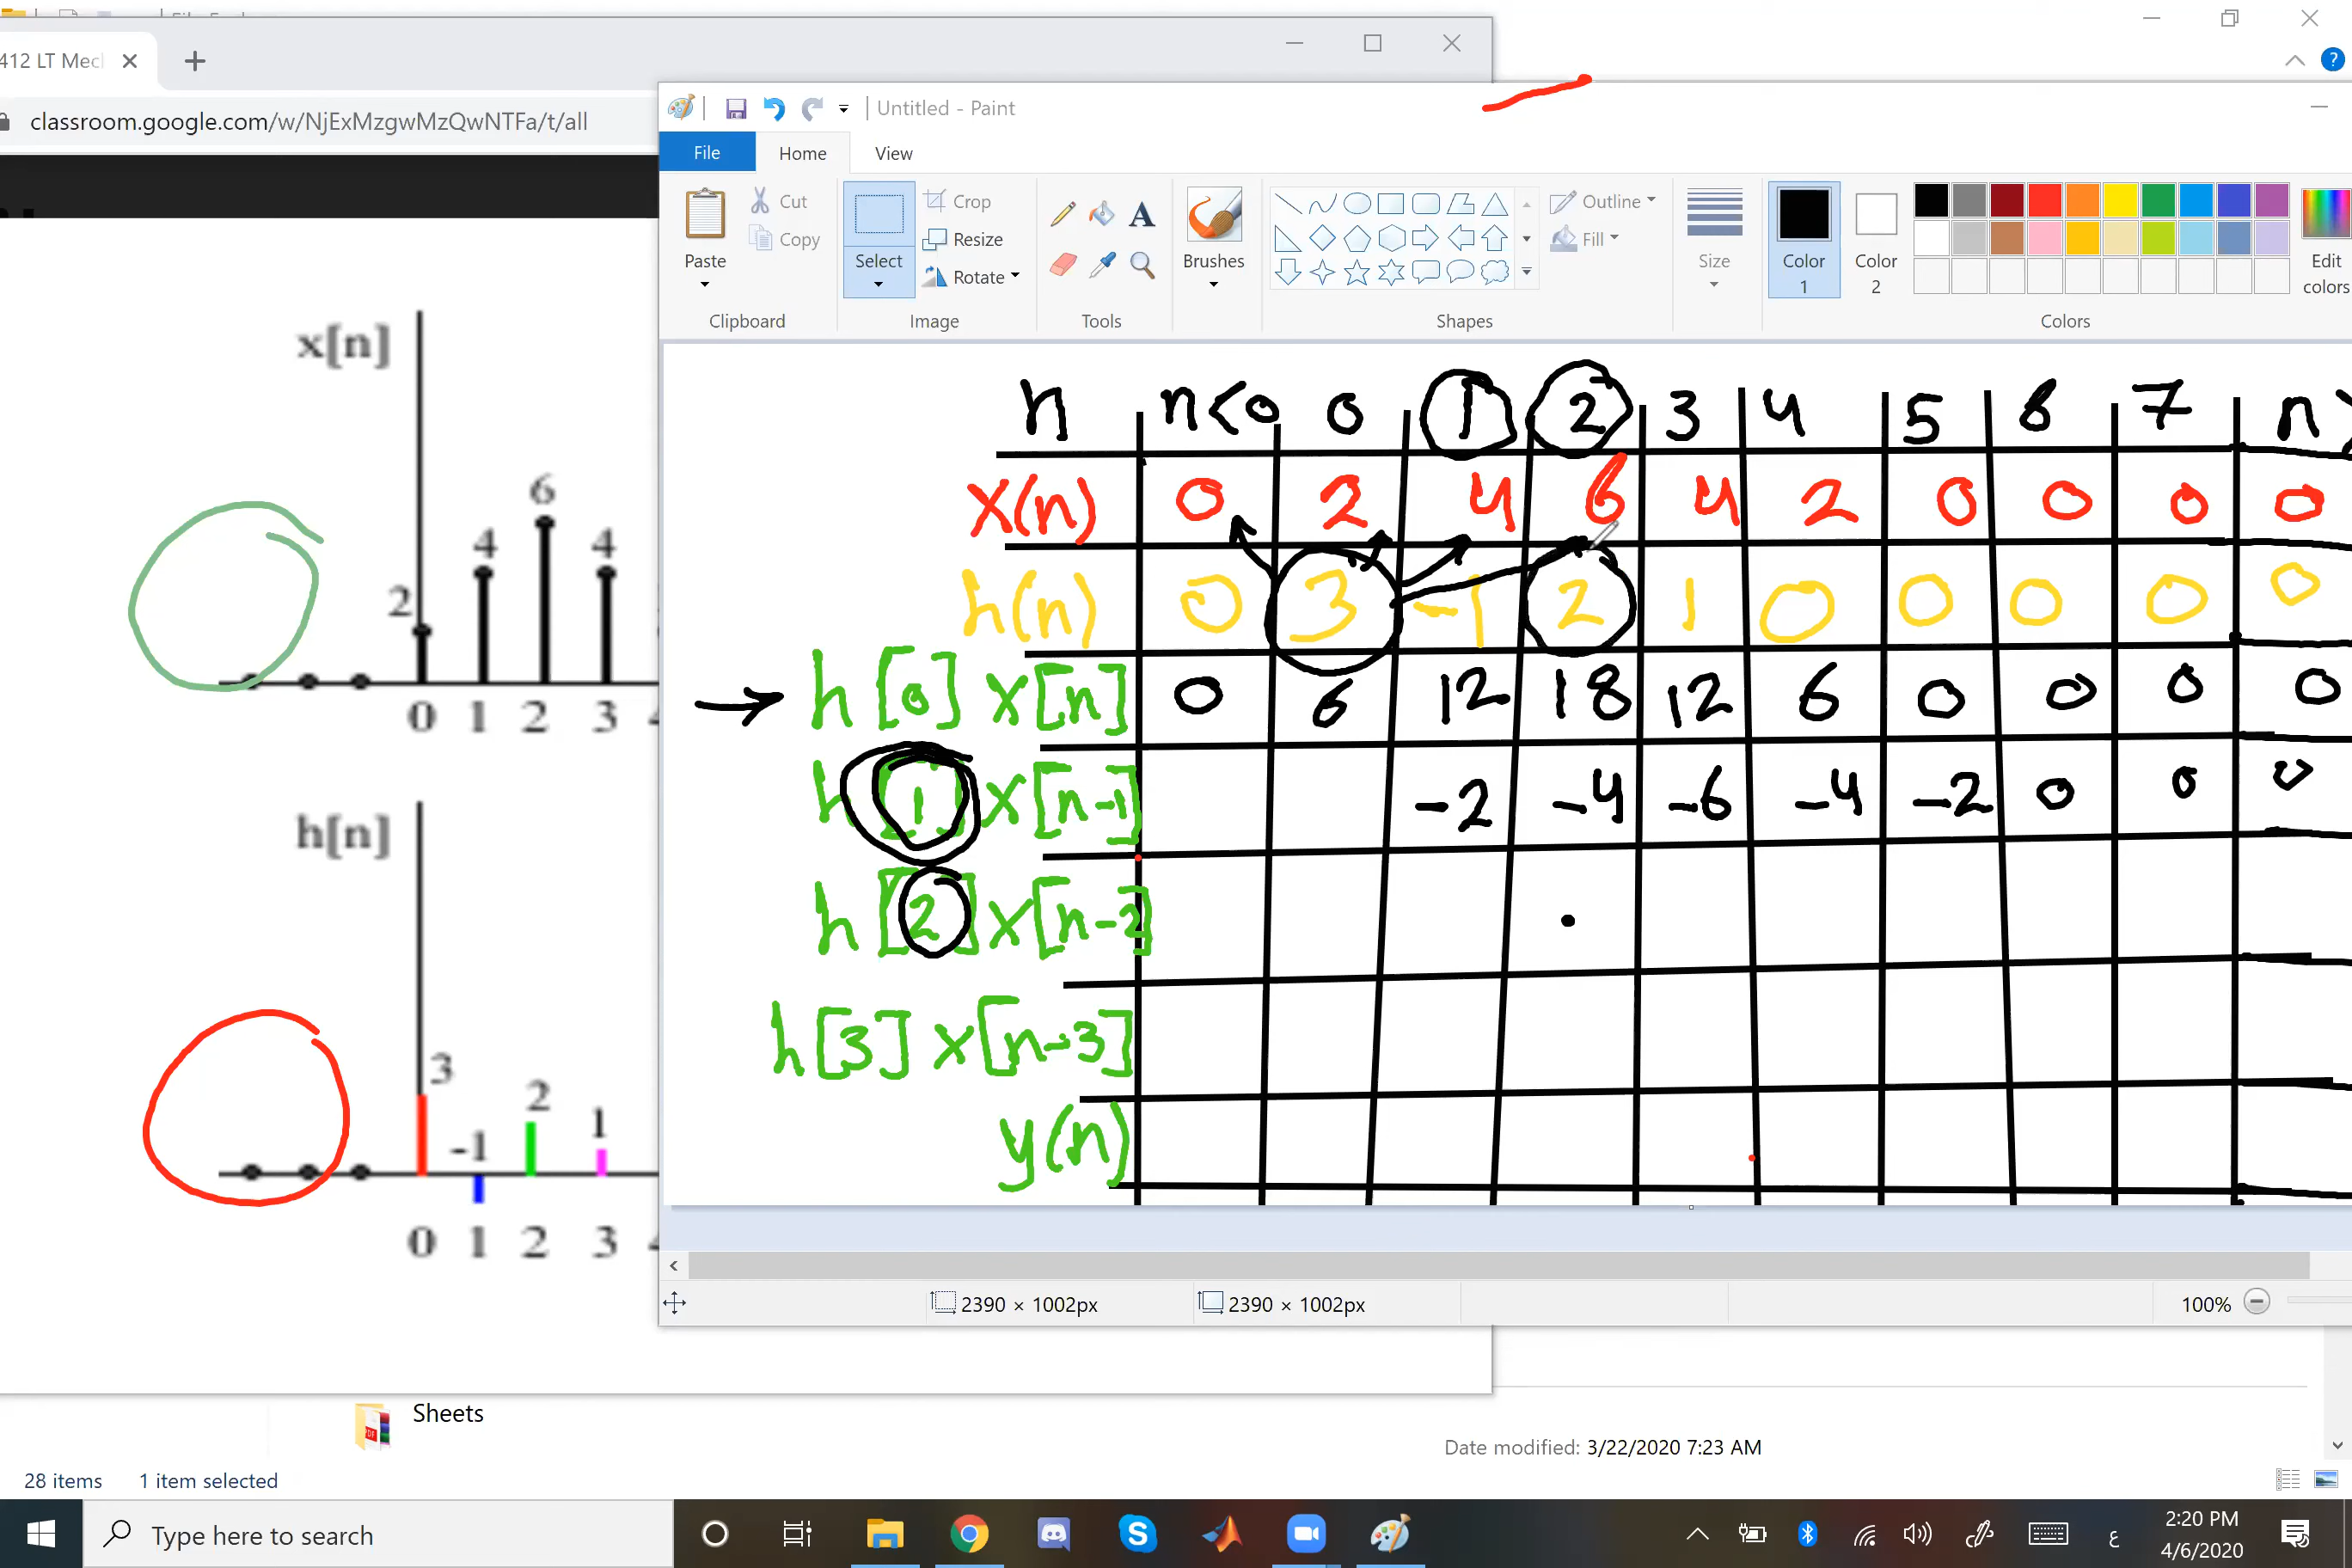 412 LT Mec
classroom.google.com/w/NjExMzgwMzQwNTFa/t/all
Untitled - Paint
File Home View
Paste Cut Copy Select Crop Resize Rotate Brushes Outline Fill Size Color 1 Color 2 Edit colors
Clipboard Image Tools Shapes Colors
x[n]
2 4 6 4
0 1 2 3
h[n]
3 -1 2 1
0 1 2 3
n n<0 0 1 2 3 4 5 6 7 n
x(n) 0 2 4 6 4 2 0 0 0 0
h(n) 0 3 -1 2 1 0 0 0 0 0
h[0] x[n] 0 6 12 18 12 6 0 0 0 0
h[1] x[n-1] -2 -4 -6 -4 -2 0 0 0
h[2] x[n-2]
h[3] x[n-3]
y(n)
2390 × 1002px 2390 × 1002px 100%
Sheets
Date modified: 3/22/2020 7:23 AM
28 items 1 item selected
Type here to search
ع
2:20 PM
4/6/2020